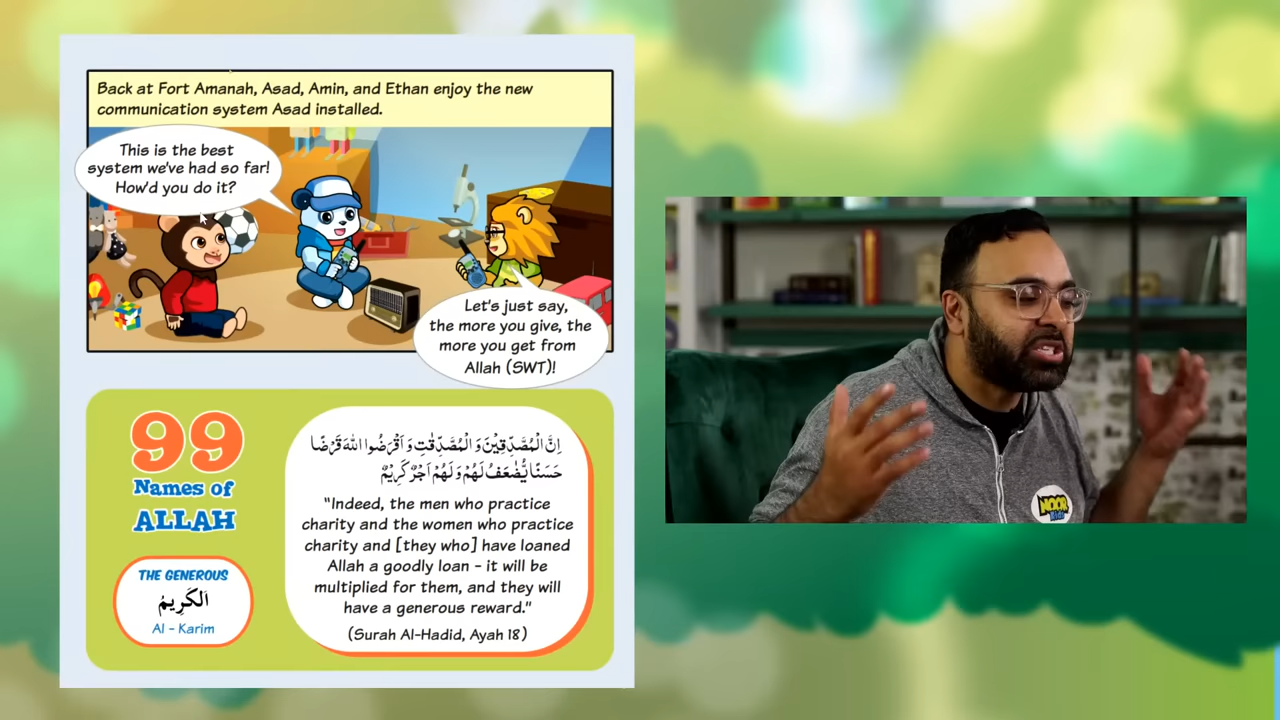 Back at Fort Amanah, Asad, Amin, and Ethan enjoy the new
communication system Asad installed.
This is the best
system we've had so far!
How'd you do it?
Let's just say,
the more you give, the
more you get from
Allah (SWT)!
99
Names of
ALLAH
THE GENEROUS
اَلْكَرِيمُ
Al - Karim
اِنَّ الْمُصَّدِّقِيْنَ وَ الْمُصَّدِّقٰتِ وَ اَقْرَضُوا اللّٰهَ قَرْضًا
حَسَنًا يُّضٰعَفُ لَهُمْ وَ لَهُمْ اَجْرٌ كَرِيْمٌ
"Indeed, the men who practice
charity and the women who practice
charity and [they who] have loaned
Allah a goodly loan - it will be
multiplied for them, and they will
have a generous reward."
(Surah Al-Hadid, Ayah 18)
NOOR
Kids